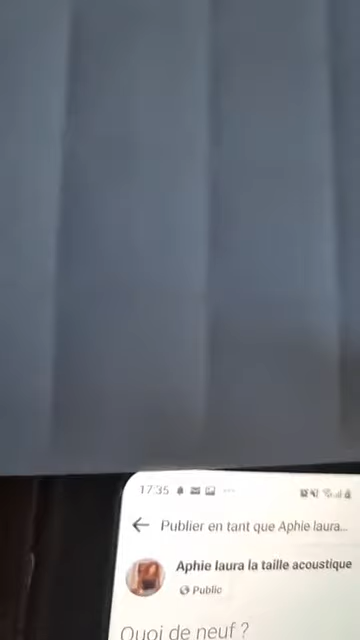 17:35
Publier en tant que Aphie laura...
Aphie laura la taille acoustique
Public
Quoi de neuf ?